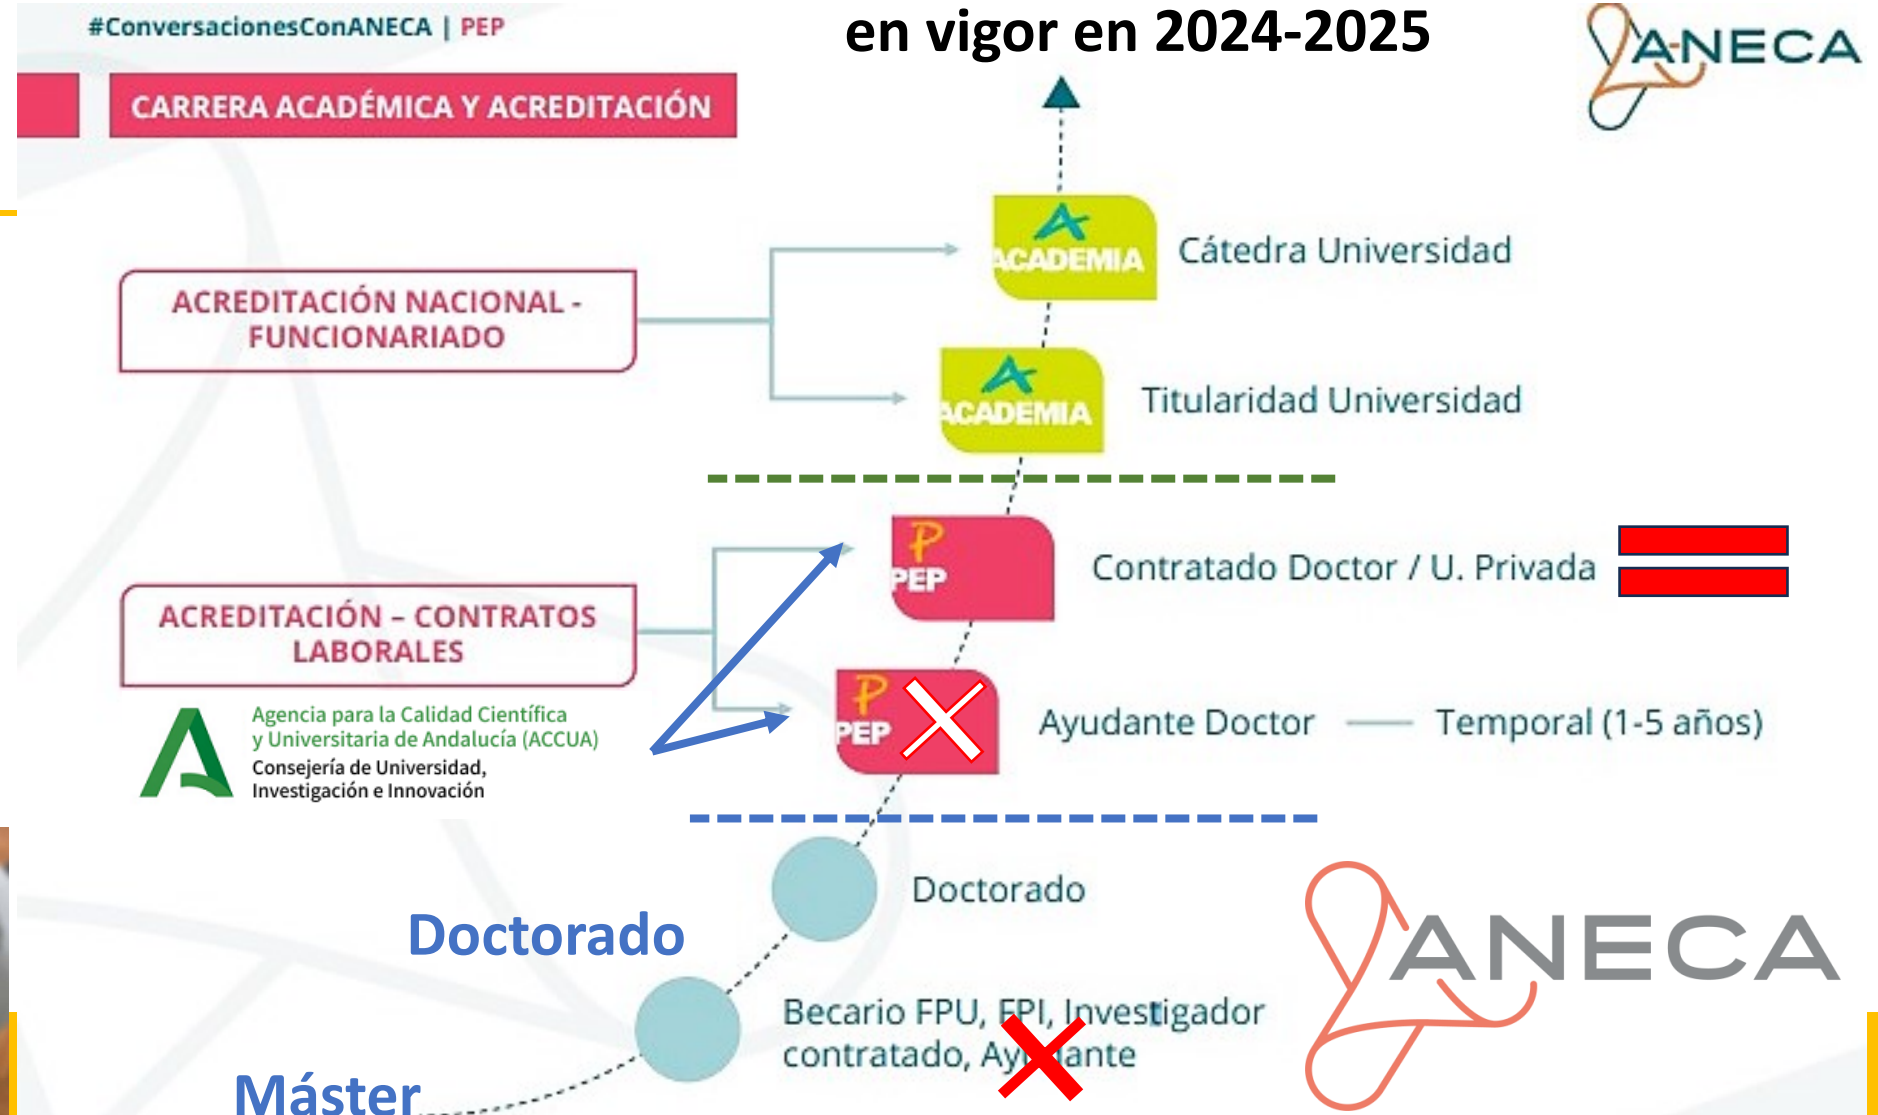 #ConversacionesConANECA | PEP
en vigor en 2024-2025
ANECA
CARRERA ACADÉMICA Y ACREDITACIÓN
ACADEMIA
Cátedra Universidad
ACREDITACIÓN NACIONAL -
FUNCIONARIADO
ACADEMIA
Titularidad Universidad
PEP
Contratado Doctor / U. Privada
ACREDITACIÓN – CONTRATOS
LABORALES
PEP
Ayudante Doctor
Temporal (1-5 años)
Agencia para la Calidad Científica
y Universitaria de Andalucía (ACCUA)
Consejería de Universidad,
Investigación e Innovación
Doctorado
Doctorado
ANECA
Becario FPU, FPI, Investigador
contratado, Ayudante
Máster